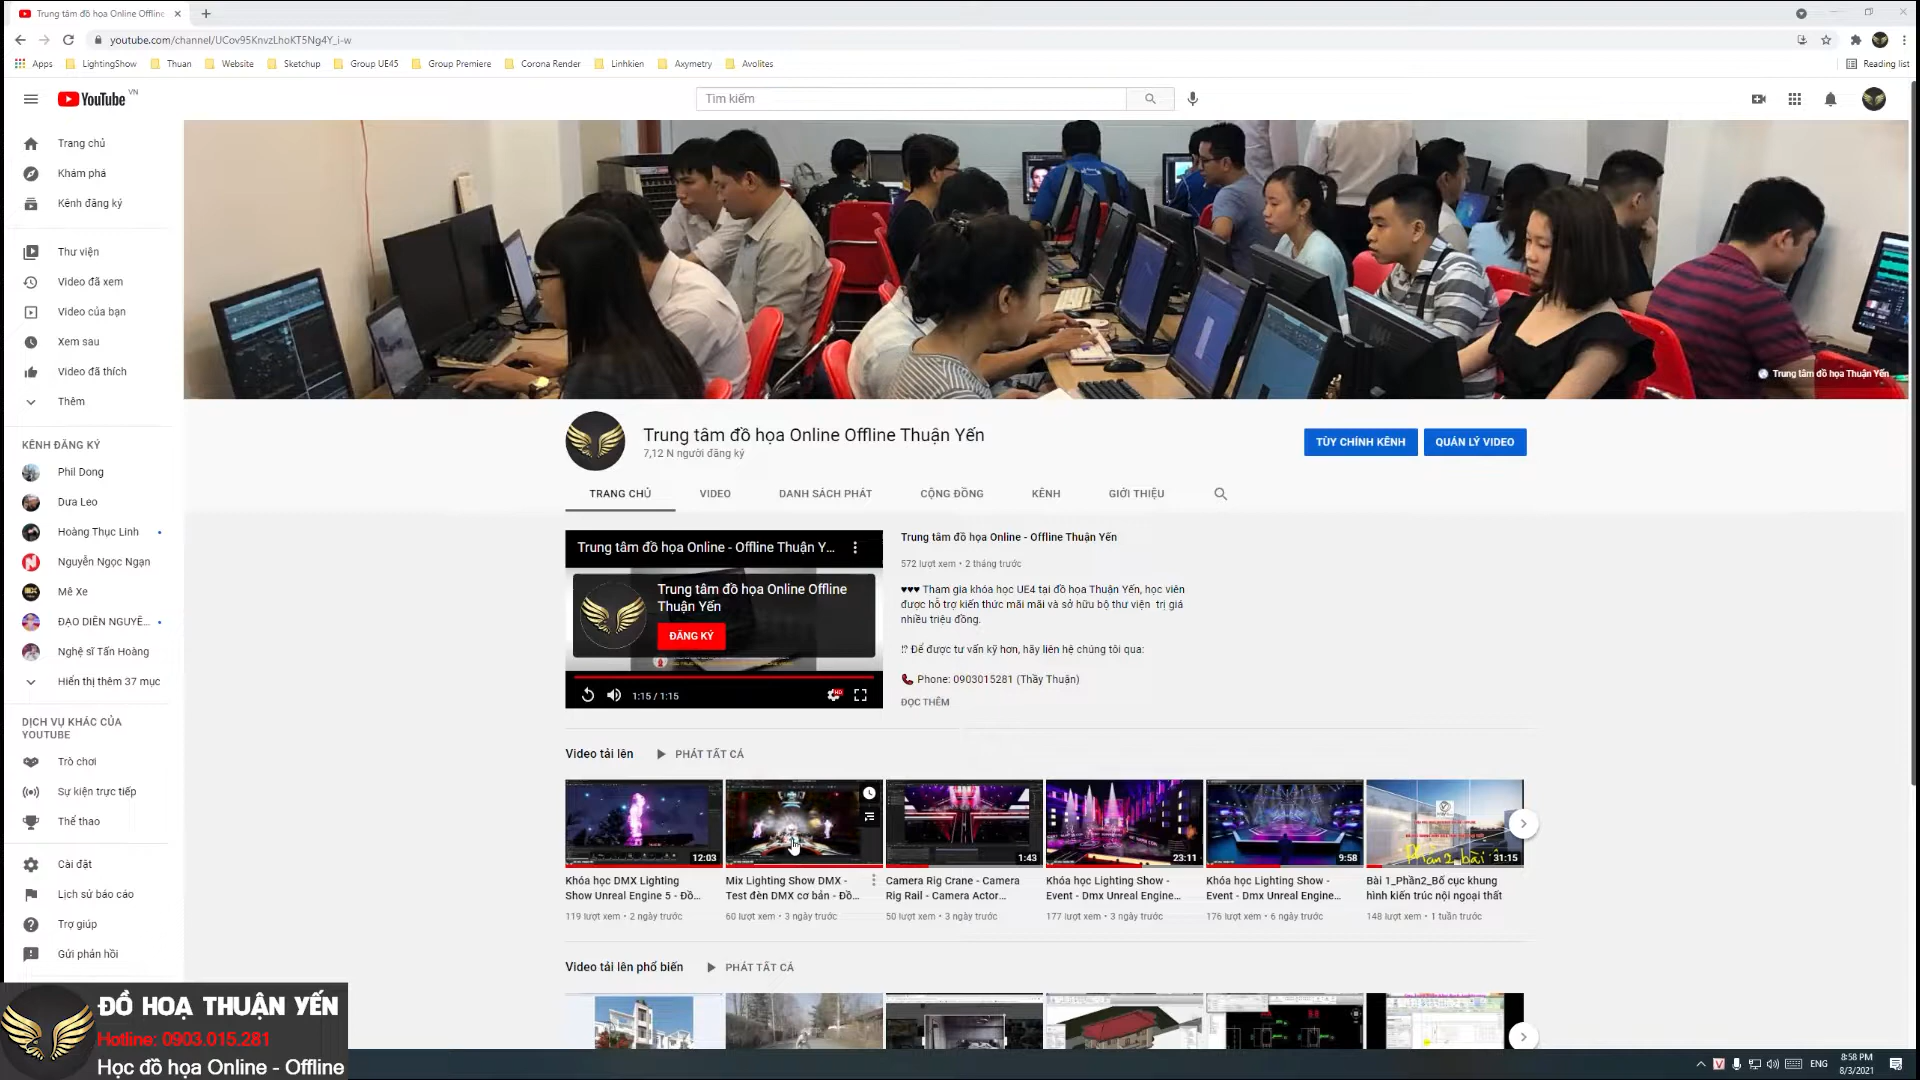 Trung tâm đồ họa Online Offline
youtube.com/channel/UCov95KnvzLhoKT5Ng4Y_i-w
Apps LightingShow Thuan Website Sketchup Group UE45 Group Premiere Corona Render Linhkien Axymetry Avolites Reading list
YouTube VN
Tìm kiếm
Trang chủ
Khám phá
Kênh đăng ký
Thư viện
Video đã xem
Video của bạn
Xem sau
Video đã thích
Thêm
KÊNH ĐĂNG KÝ
Phil Dong
Dưa Leo
Hoàng Thục Linh
Nguyễn Ngọc Ngạn
Mê Xe
ĐẠO DIỄN NGUYỄ...
Nghệ sĩ Tấn Hoàng
Hiển thị thêm 37 mục
DỊCH VỤ KHÁC CỦA
YOUTUBE
Trò chơi
Sự kiện trực tiếp
Thể thao
Cài đặt
Lịch sử báo cáo
Trợ giúp
Gửi phản hồi
Trung tâm đồ họa Thuận Yến
Trung tâm đồ họa Online Offline Thuận Yến
7,12 N người đăng ký
TÙY CHỈNH KÊNH QUẢN LÝ VIDEO
TRANG CHỦ VIDEO DANH SÁCH PHÁT CỘNG ĐỒNG KÊNH GIỚI THIỆU
Trung tâm đồ họa Online - Offline Thuận Y...
Trung tâm đồ họa Online Offline
Thuận Yến
ĐĂNG KÝ
1:15 / 1:15
HD
Trung tâm đồ họa Online - Offline Thuận Yến
572 lượt xem • 2 tháng trước
♥♥♥ Tham gia khóa học UE4 tại đồ họa Thuận Yến, học viên
được hỗ trợ kiến thức mãi mãi và sở hữu bộ thư viện trị giá
nhiều triệu đồng.
⁉ Để được tư vấn kỹ hơn, hãy liên hệ chúng tôi qua:
📞 Phone: 0903015281 (Thầy Thuận)
ĐỌC THÊM
Video tải lên PHÁT TẤT CẢ
12:03
1:43
23:11
9:58
Phần 2 bài
31:15
Khóa học DMX Lighting
Show Unreal Engine 5 - Đồ...
119 lượt xem • 2 ngày trước
Mix Lighting Show DMX -
Test đèn DMX cơ bản - Đồ...
60 lượt xem • 3 ngày trước
Camera Rig Crane - Camera
Rig Rail - Camera Actor...
50 lượt xem • 3 ngày trước
Khóa học Lighting Show -
Event - Dmx Unreal Engine...
177 lượt xem • 3 ngày trước
Khóa học Lighting Show -
Event - Dmx Unreal Engine...
176 lượt xem • 6 ngày trước
Bài 1_Phần2_Bố cục khung
hình kiến trúc nội ngoại thất
148 lượt xem • 1 tuần trước
Video tải lên phổ biến PHÁT TẤT CẢ
ĐỒ HOẠ THUẬN YẾN
Hotline: 0903.015.281
Học đồ họa Online - Offline
ENG
8:58 PM
8/3/2021